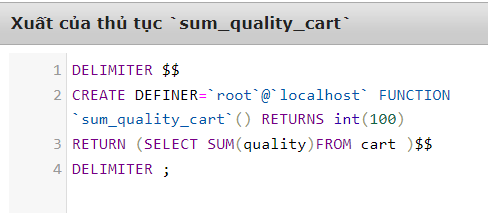 Xuất của thủ tục `sum_quality_cart`
1 DELIMITER $$
2 CREATE DEFINER=`root`@`localhost` FUNCTION
`sum_quality_cart`() RETURNS int(100)
3 RETURN (SELECT SUM(quality)FROM cart )$$
4 DELIMITER ;